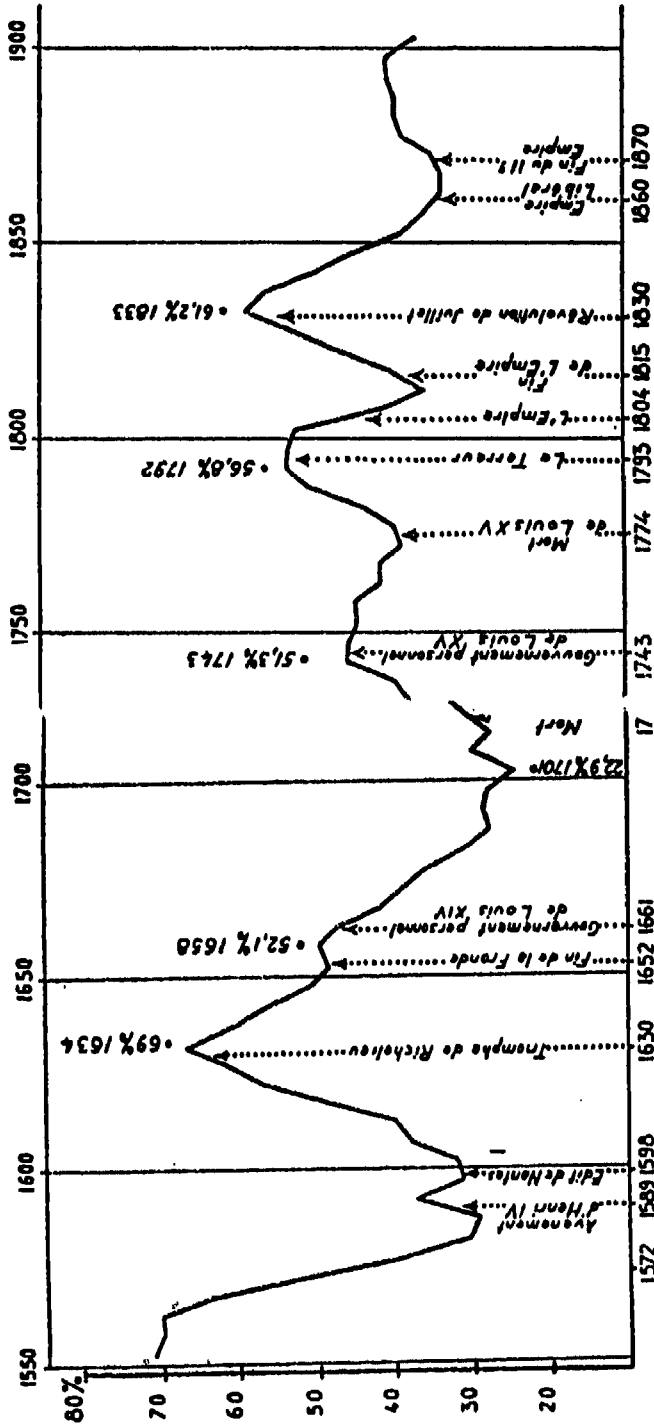 1550
1600
1650
1700
1750
1800
1850
1900
80%
70
60
50
40
30
20
69% 1634
52,1% 1658
22,9% 1701
51,3% 1743
56,8% 1792
61,2% 1833
Avenement
d'Henri IV
Edit de Nantes
Triomphe de Richelieu
Fin de la Fronde
Gouvernement personnel
de Louis XIV
Mort
Gouvernement personnel
de Louis XV
Mort
de Louis XV
La Terreur
L'Empire
Fin
de L'Empire
Révolution de Juillet
Empire
Libéral
Fin du II?
Empire
1572
1589
1598
1630
1652
1661
17
1743
1774
1793
1804
1815
1830
1860
1870